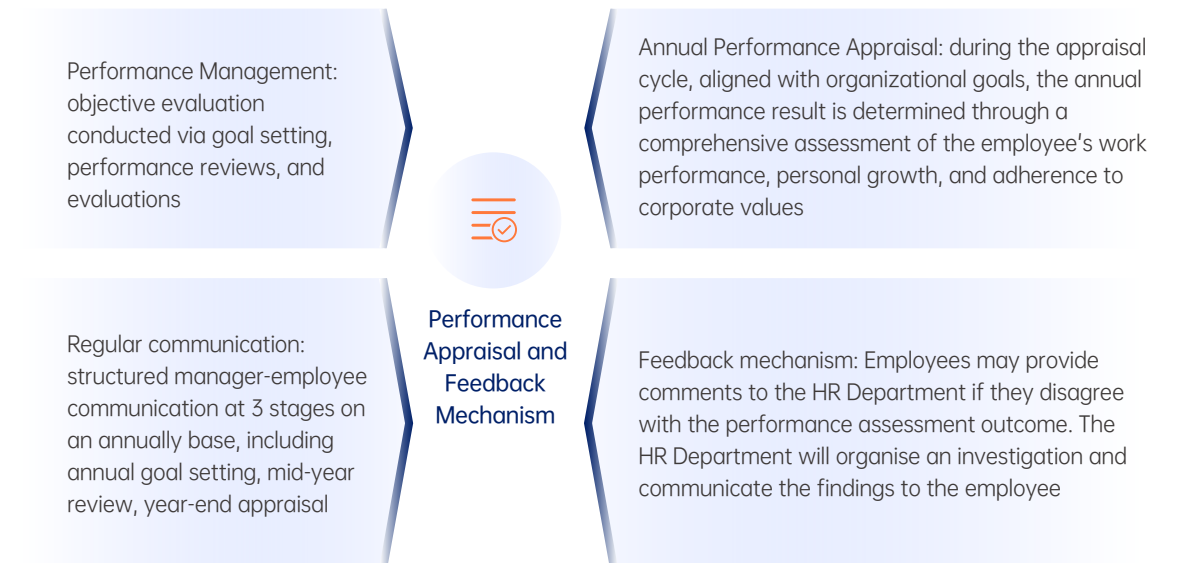 Performance Management:
objective evaluation
conducted via goal setting,
performance reviews, and
evaluations
Annual Performance Appraisal: during the appraisal
cycle, aligned with organizational goals, the annual
performance result is determined through a
comprehensive assessment of the employee's work
performance, personal growth, and adherence to
corporate values
Performance
Appraisal and
Feedback
Mechanism
Regular communication:
structured manager-employee
communication at 3 stages on
an annually base, including
annual goal setting, mid-year
review, year-end appraisal
Feedback mechanism: Employees may provide
comments to the HR Department if they disagree
with the performance assessment outcome. The
HR Department will organise an investigation and
communicate the findings to the employee